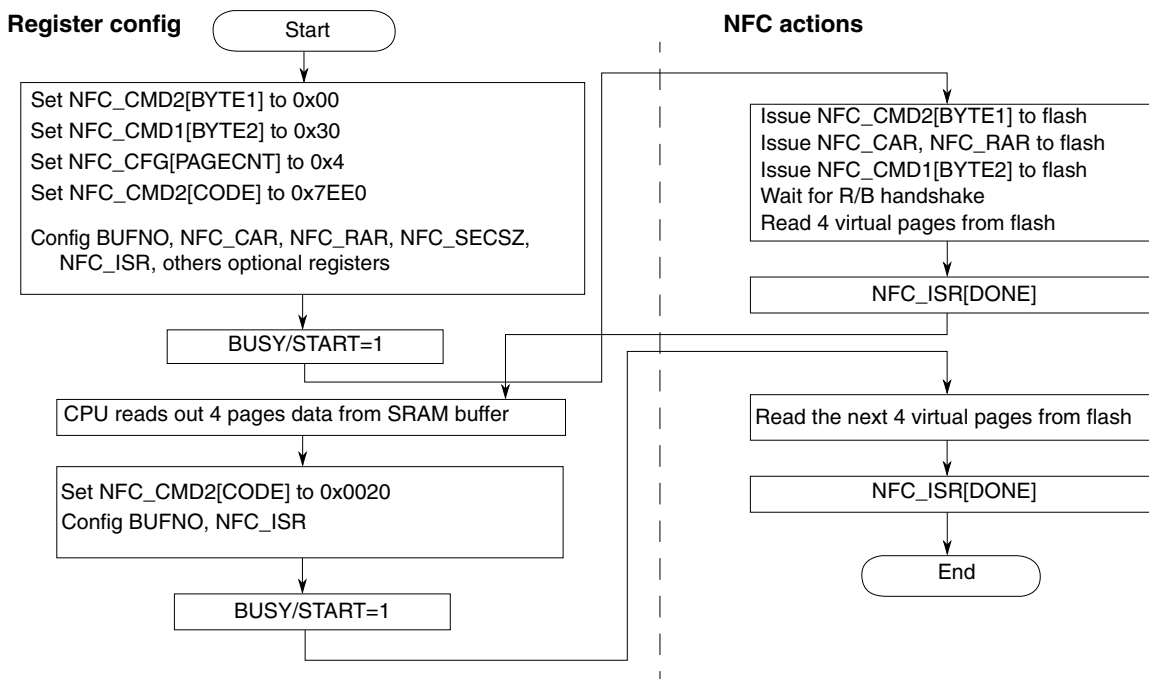 Register config
Start
NFC actions
Set NFC_CMD2[BYTE1] to 0x00
Set NFC_CMD1[BYTE2] to 0x30
Set NFC_CFG[PAGECNT] to 0x4
Set NFC_CMD2[CODE] to 0x7EE0
Config BUFNO, NFC_CAR, NFC_RAR, NFC_SECSZ,
NFC_ISR, others optional registers
BUSY/START=1
Issue NFC_CMD2[BYTE1] to flash
Issue NFC_CAR, NFC_RAR to flash
Issue NFC_CMD1[BYTE2] to flash
Wait for R/B handshake
Read 4 virtual pages from flash
NFC_ISR[DONE]
CPU reads out 4 pages data from SRAM buffer
Set NFC_CMD2[CODE] to 0x0020
Config BUFNO, NFC_ISR
BUSY/START=1
Read the next 4 virtual pages from flash
NFC_ISR[DONE]
End